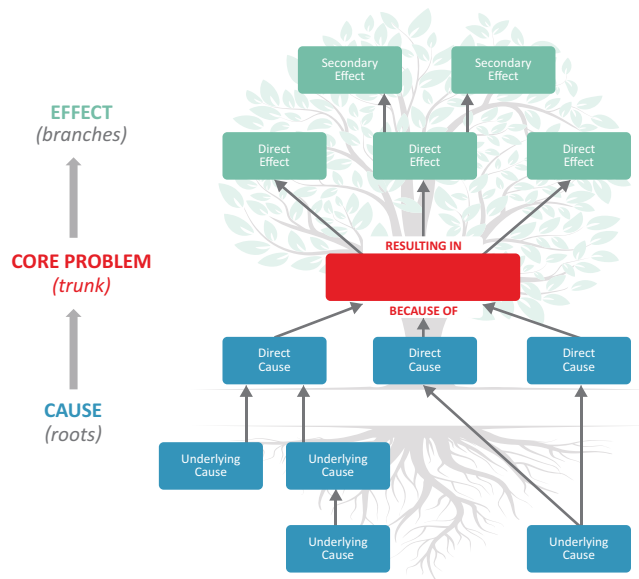 Secondary
Effect
Secondary
Effect
EFFECT
(branches)
Direct
Effect
Direct
Effect
Direct
Effect
RESULTING IN
CORE PROBLEM
(trunk)
BECAUSE OF
Direct
Cause
Direct
Cause
Direct
Cause
CAUSE
(roots)
Underlying
Cause
Underlying
Cause
Underlying
Cause
Underlying
Cause